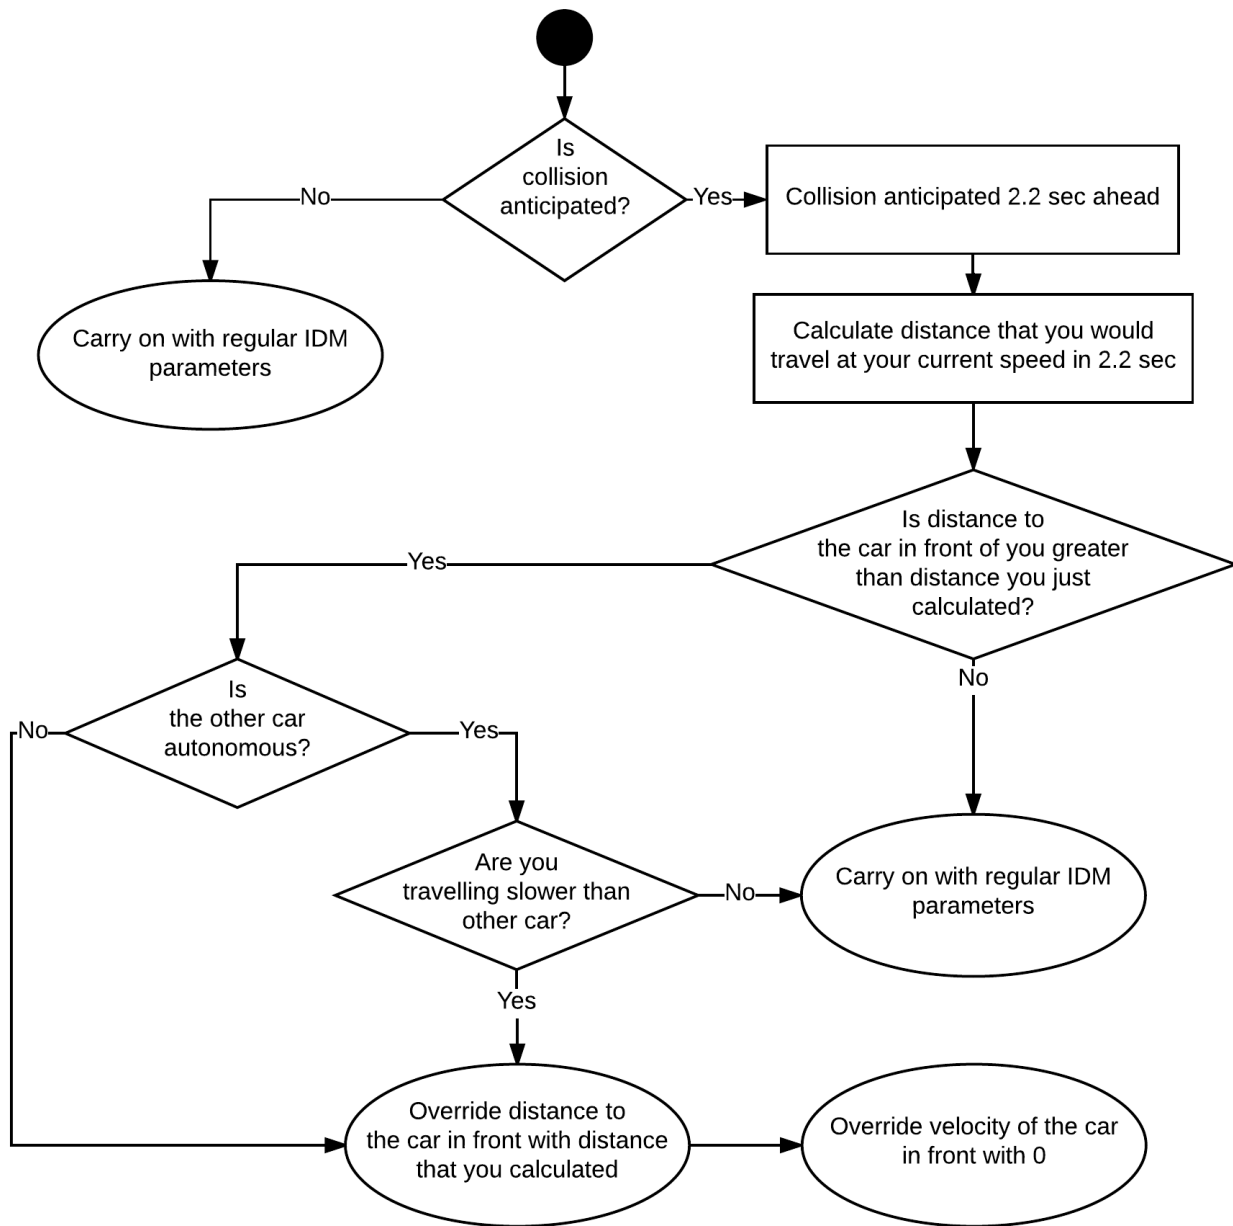 Is
collision
anticipated?
No
Yes
Collision anticipated 2.2 sec ahead
Carry on with regular IDM
parameters
Calculate distance that you would
travel at your current speed in 2.2 sec
Is distance to
the car in front of you greater
than distance you just
calculated?
Yes
No
Is
the other car
autonomous?
No
Yes
Are you
travelling slower than
other car?
No
Carry on with regular IDM
parameters
Yes
Override distance to
the car in front with distance
that you calculated
Override velocity of the car
in front with 0